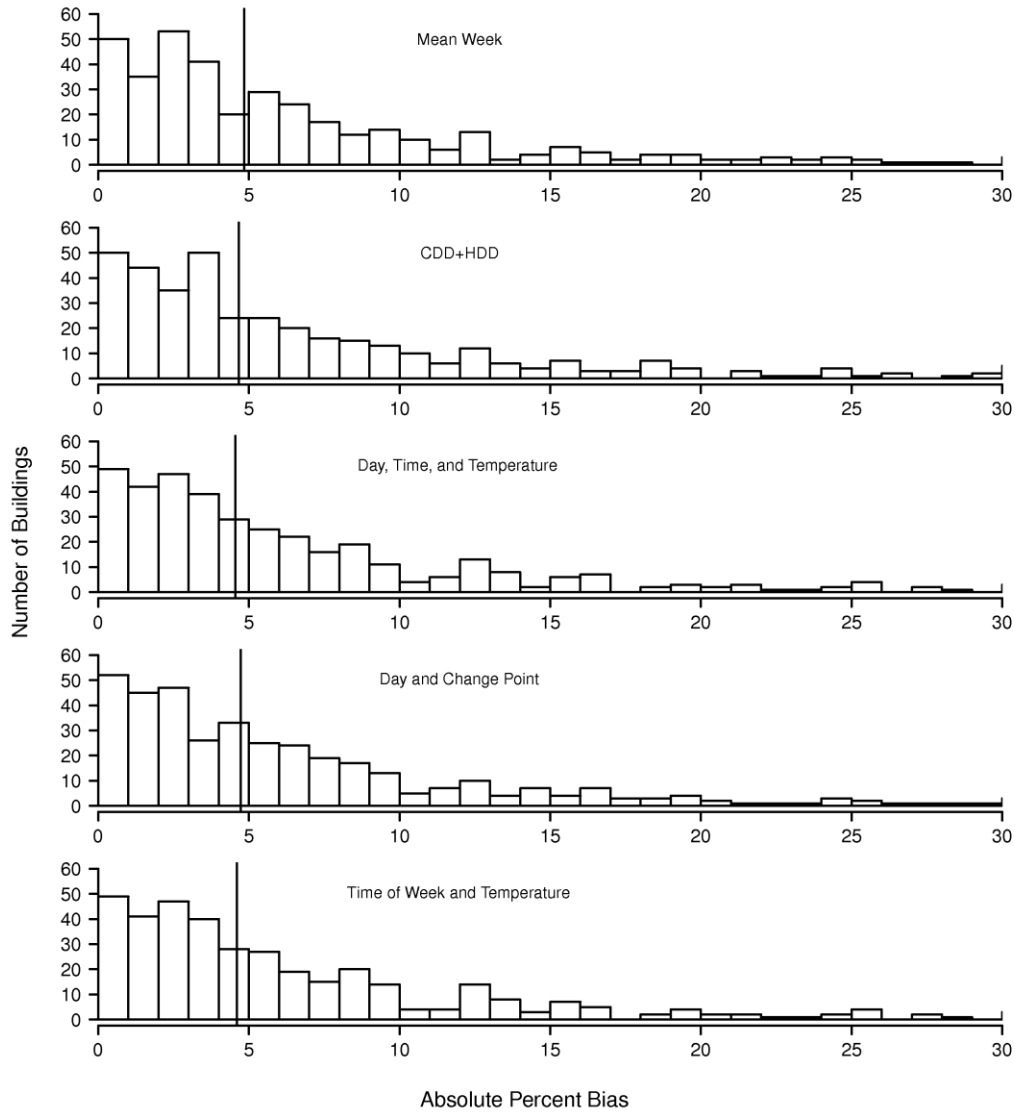 Number of Buildings
Mean Week
60
50
40
30
20
10
0
0 5 10 15 20 25 30
CDD+HDD
60
50
40
30
20
10
0
0 5 10 15 20 25 30
Day, Time, and Temperature
60
50
40
30
20
10
0
0 5 10 15 20 25 30
Day and Change Point
60
50
40
30
20
10
0
0 5 10 15 20 25 30
Time of Week and Temperature
60
50
40
30
20
10
0
0 5 10 15 20 25 30
Absolute Percent Bias